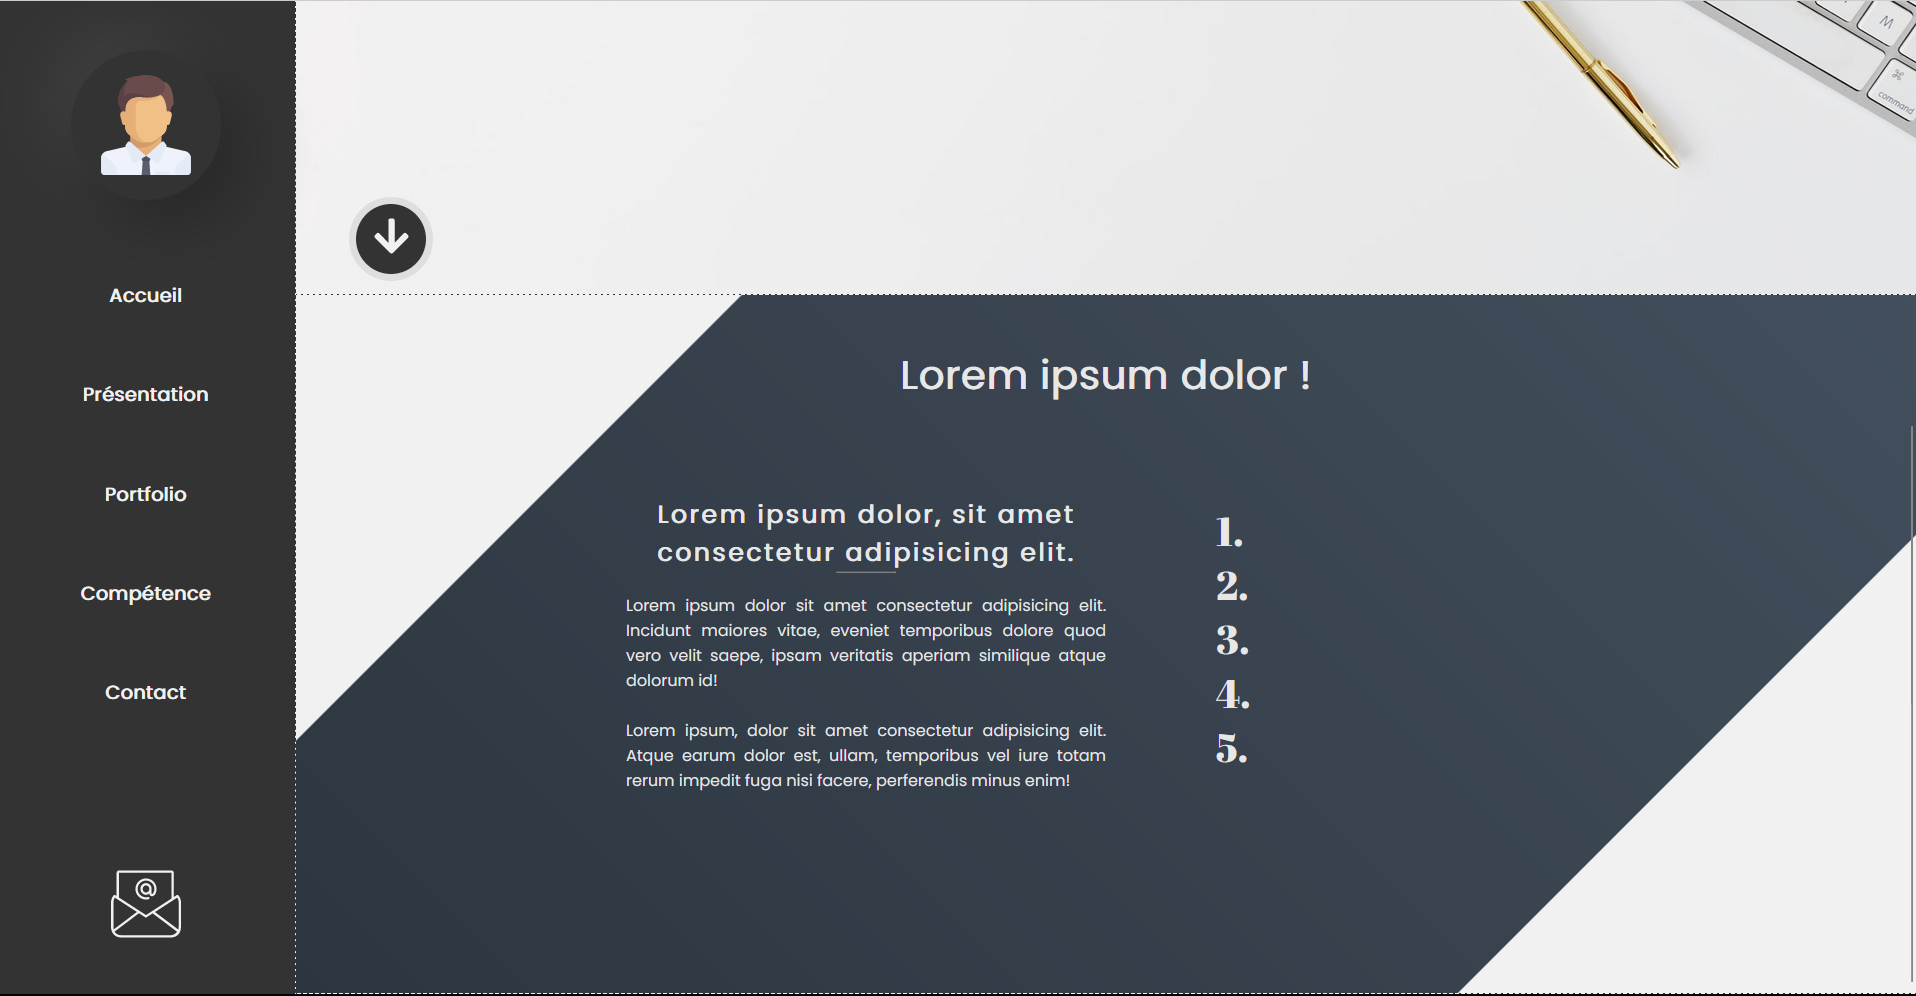 M
⌘
command
Accueil
Présentation
Portfolio
Compétence
Contact
@
Lorem ipsum dolor !
Lorem ipsum dolor, sit amet
consectetur adipisicing elit.
Lorem ipsum dolor sit amet consectetur adipisicing elit.
Incidunt maiores vitae, eveniet temporibus dolore quod
vero velit saepe, ipsam veritatis aperiam similique atque
dolorum id!
Lorem ipsum, dolor sit amet consectetur adipisicing elit.
Atque earum dolor est, ullam, temporibus vel iure totam
rerum impedit fuga nisi facere, perferendis minus enim!
1.
2.
3.
4.
5.